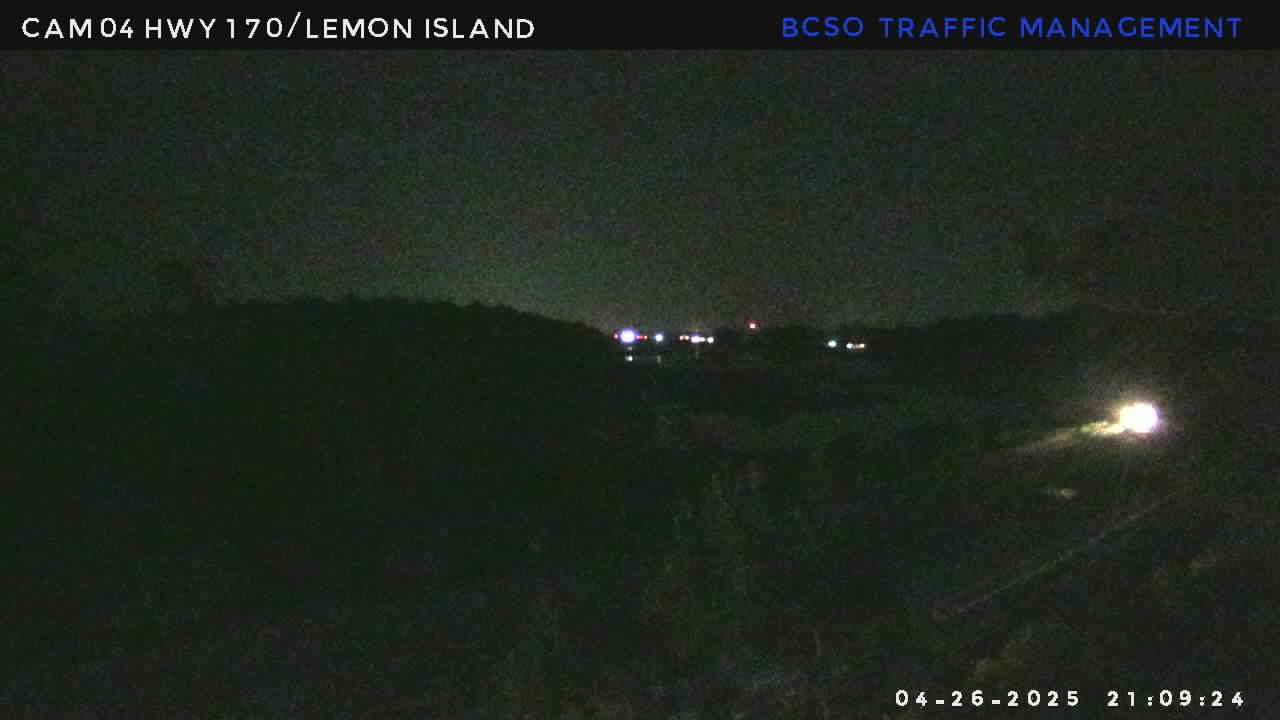 CAM04 HWY 170/LEMON ISLAND
BCSO TRAFFIC MANAGEMENT
04-26-2025 21:09:24